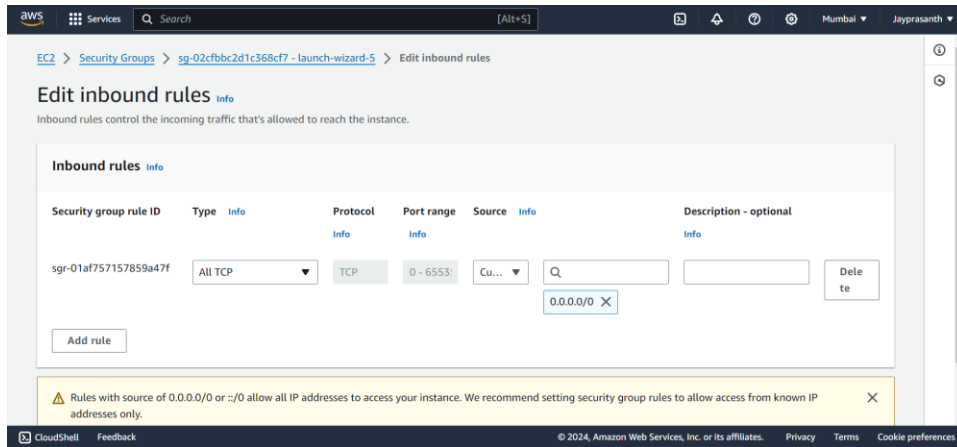 aws Services Search [Alt+S] Mumbai Jayprasanth
EC2 > Security Groups > sg-02cfbbc2d1c368cf7 - launch-wizard-5 > Edit inbound rules
Edit inbound rules Info
Inbound rules control the incoming traffic that's allowed to reach the instance.
Inbound rules Info
Security group rule ID Type Info Protocol Port range Source Info Description - optional
Info Info Info
sgr-01af757157859a47f All TCP TCP 0 - 6553 Cu... Dele
te
0.0.0.0/0
Add rule
Rules with source of 0.0.0.0/0 or ::/0 allow all IP addresses to access your instance. We recommend setting security group rules to allow access from known IP
addresses only.
CloudShell Feedback © 2024, Amazon Web Services, Inc. or its affiliates. Privacy Terms Cookie preferences